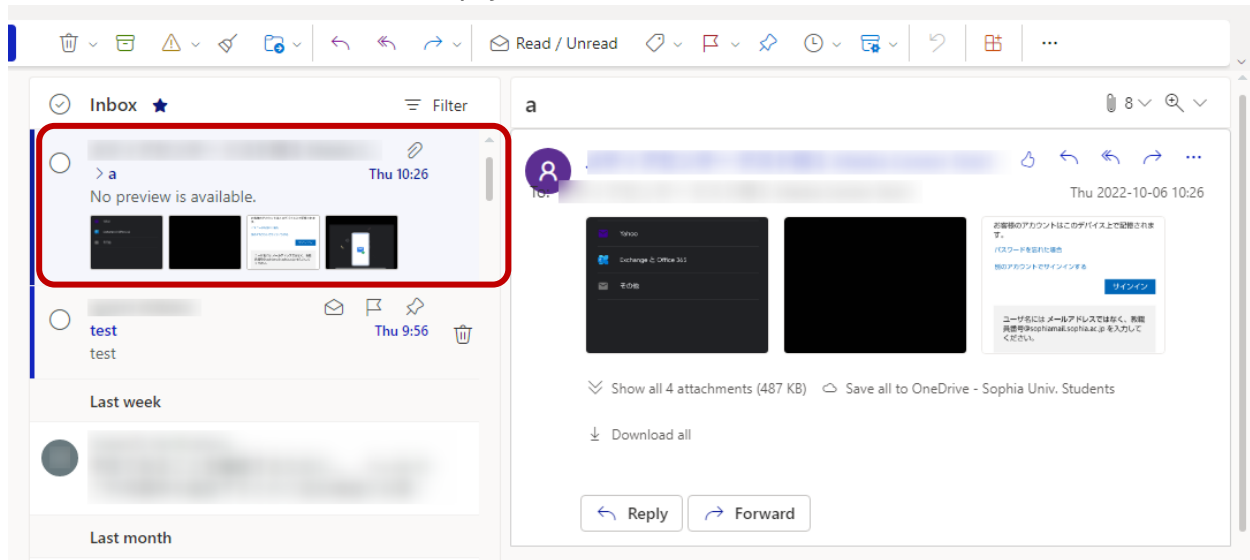 Read / Unread
Inbox
Filter
a
8
a
Thu 10:26
No preview is available.
test
Thu 9:56
test
Last week
Last month
A
To:
Thu 2022-10-06 10:26
Yahoo
Exchange と Office 365
その他
お客様のアカウントはこのデバイス上で記憶されま
す。
パスワードを忘れた場合
別のアカウントでサインインする
サインイン
ユーザ名には メールアドレスではなく、教職
員番号@sophiamail.sophia.ac.jp を入力して
ください。
Show all 4 attachments (487 KB)
Save all to OneDrive - Sophia Univ. Students
Download all
Reply
Forward